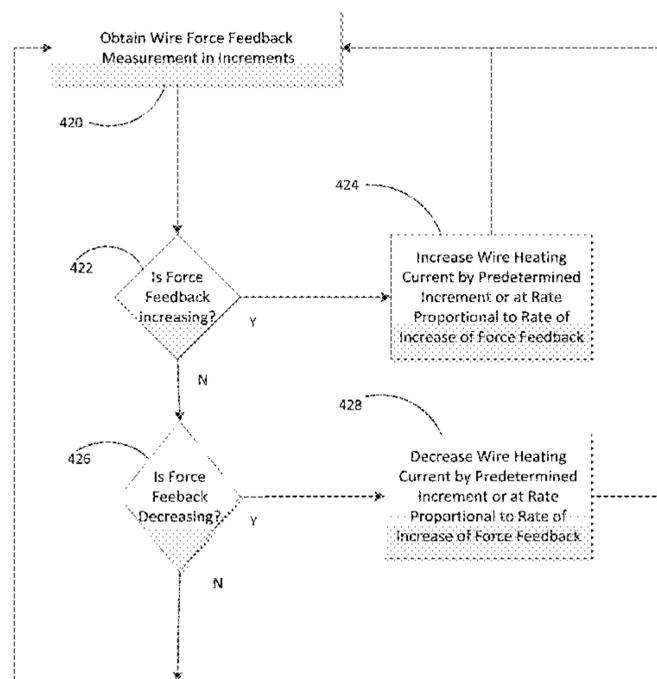 Obtain Wire Force Feedback
Measurement in Increments
420
424
422
Is Force
Feedback
increasing?
Y
Increase Wire Heating
Current by Predetermined
Increment or at Rate
Proportional to Rate of
Increase of Force Feedback
N
428
426
Is Force
Feeback
Decreasing?
Y
Decrease Wire Heating
Current by Predetermined
Increment or at Rate
Proportional to Rate of
Increase of Force Feedback
N